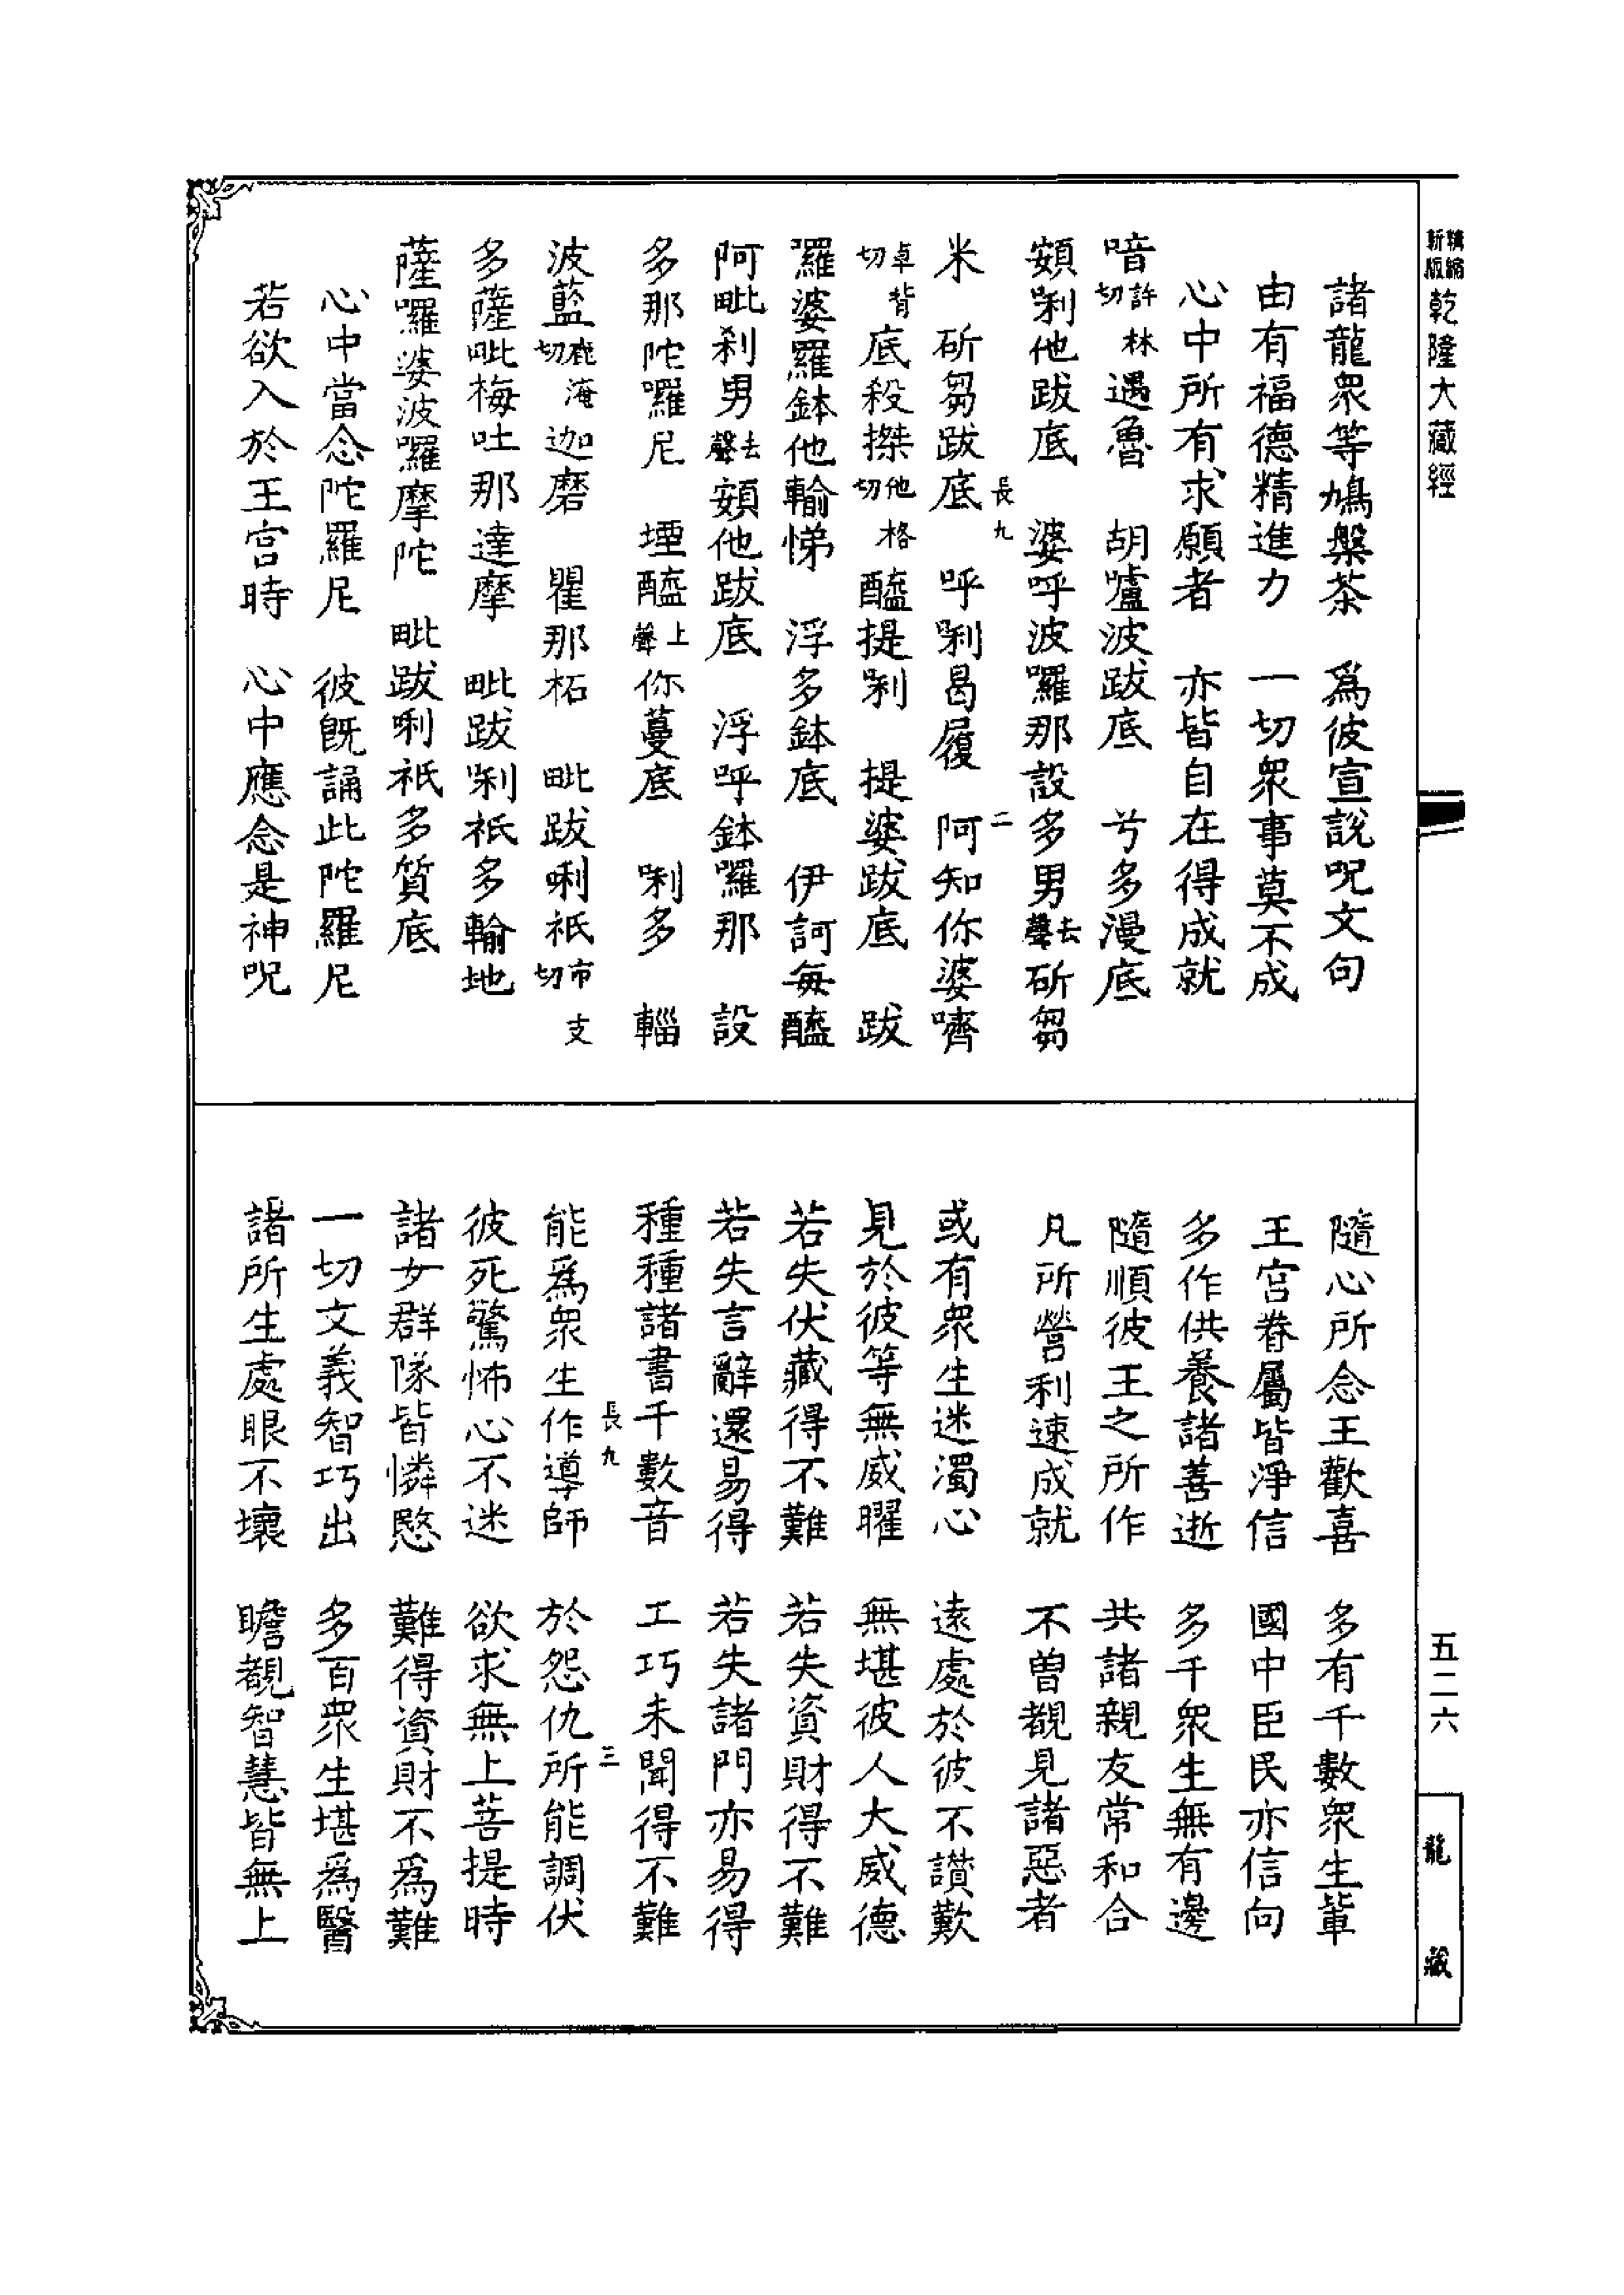 精縮新版乾隆大藏經
諸龍衆等鳩槃茶　爲彼宣說呪文句
由有福德精進力　一切衆事莫不成
心中所有求願者　亦皆自在得成就
喑許林切遇魯　胡嚧波跋底　兮多漫底
頞唎他跋底　婆呼波囉那設多男去聲斫芻
長九　二
米　斫芻跋底　呼唎曷履　阿知你婆嚌
卓背切底殺搩他格切醯提唎　提婆跋底　跋
囉婆羅鉢他輸悌　浮多鉢底　伊訶每醯
阿毗剎男去聲頞他跋底　浮呼鉢囉那　設
多那陀囉尼　堙醯上聲你蔓底　唎多　輜
波藍鹿淹切迦磨　瞿那柘　毗跋唎祇市支切
多薩毗梅吐那達摩　毗跋唎祇多輸地
薩囉婆波囉摩陀　毗跋唎祇多質底
心中當念陀羅尼　彼旣誦此陀羅尼
若欲入於王宮時　心中應念是神呪
隨心所念王歡喜　多有千數衆生輩
王宮眷屬皆淨信　國中臣民亦信向
多作供養諸善逝　多千衆生無有邊
隨順彼王之所作　共諸親友常和合
凡所營利速成就　不曾覩見諸惡者
或有衆生迷濁心　遠處於彼不讃歎
見於彼等無威曜　無堪彼人大威德
若失伏藏得不難　若失資財得不難
若失言辭還易得　若失諸門亦易得
種種諸書千數音　工巧未聞得不難
長九　三
能爲衆生作導師　於怨仇所能調伏
彼死驚怖心不迷　欲求無上菩提時
諸女群隊皆憐愍　難得資財不爲難
一切文義智巧出　多百衆生堪爲醫
諸所生處眼不壞　瞻覩智慧皆無上
五二六
龍藏